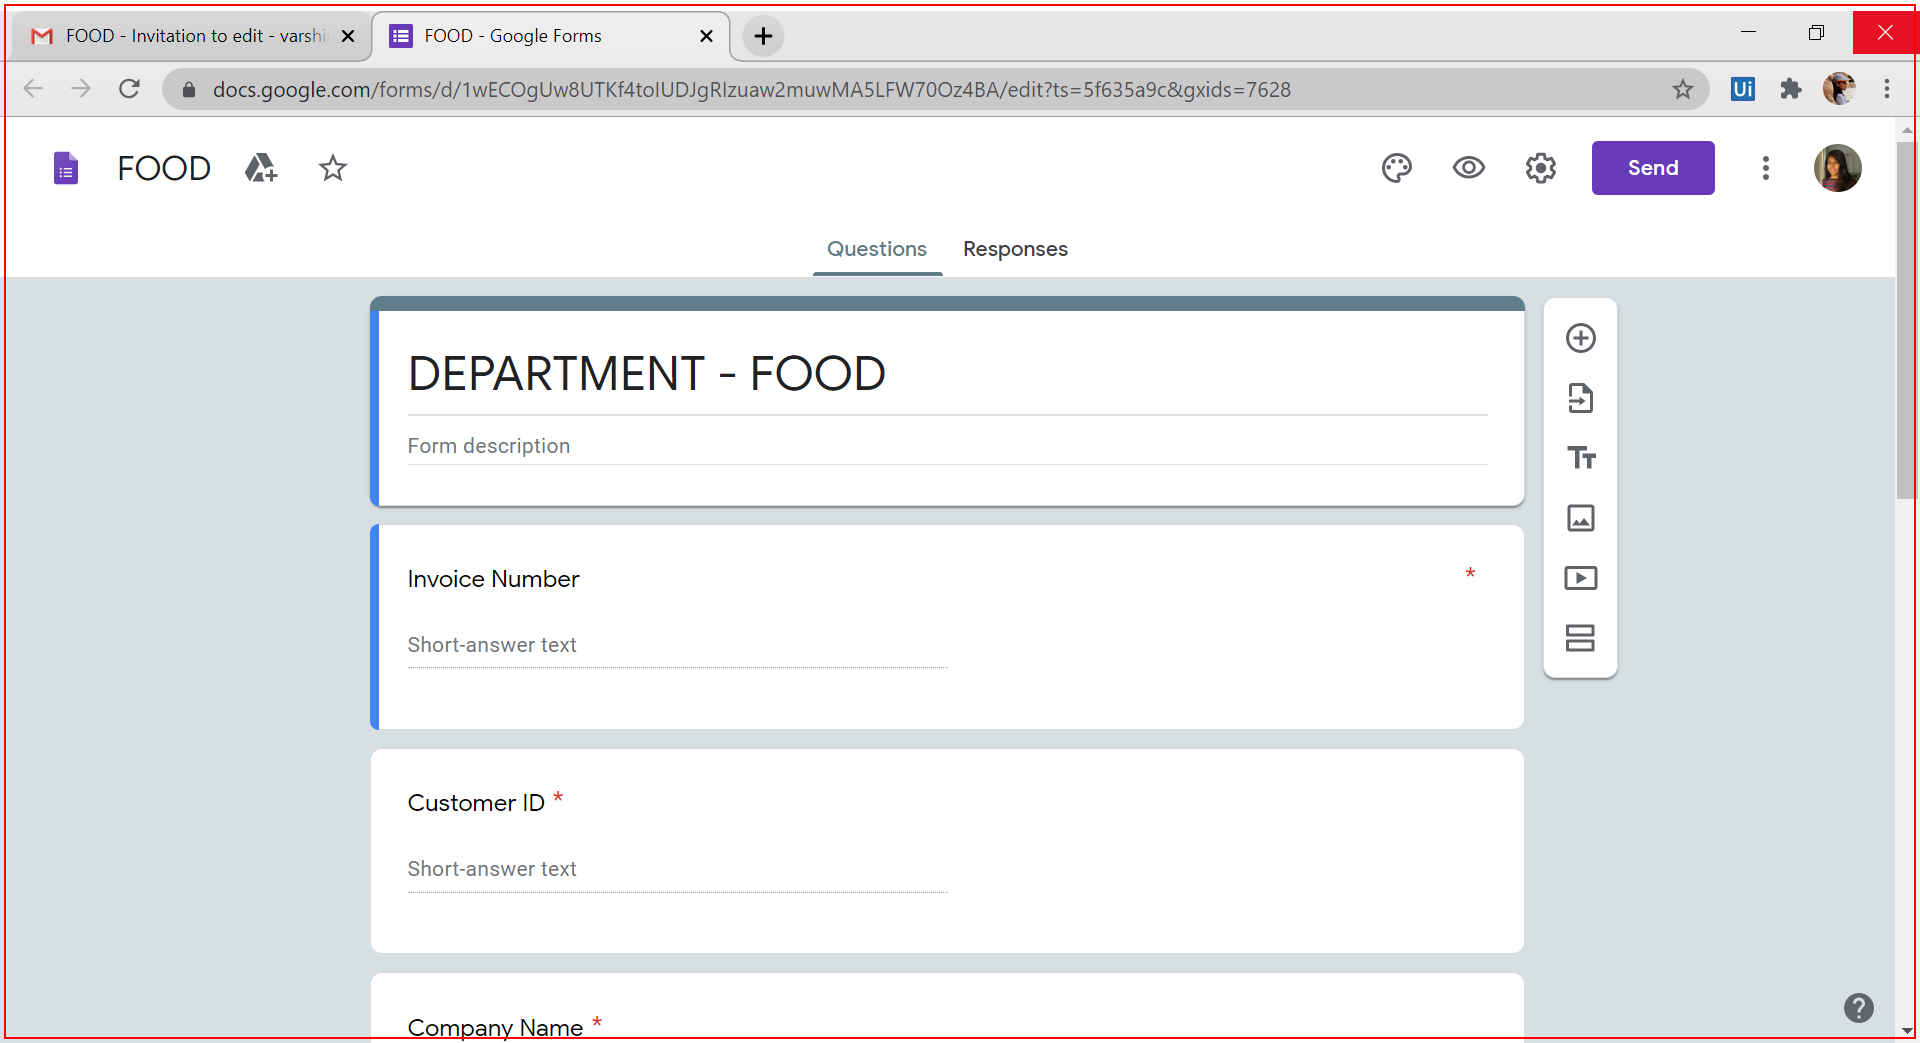 FOOD - Invitation to edit - varshi
FOOD - Google Forms
docs.google.com/forms/d/1wECOgUw8UTKf4toIUDJgRIzuaw2muwMA5LFW70Oz4BA/edit?ts=5f635a9c&gxids=7628
Ui
FOOD
Send
Questions
Responses
DEPARTMENT - FOOD
Form description
Invoice Number *
Short-answer text
Customer ID *
Short-answer text
Company Name *